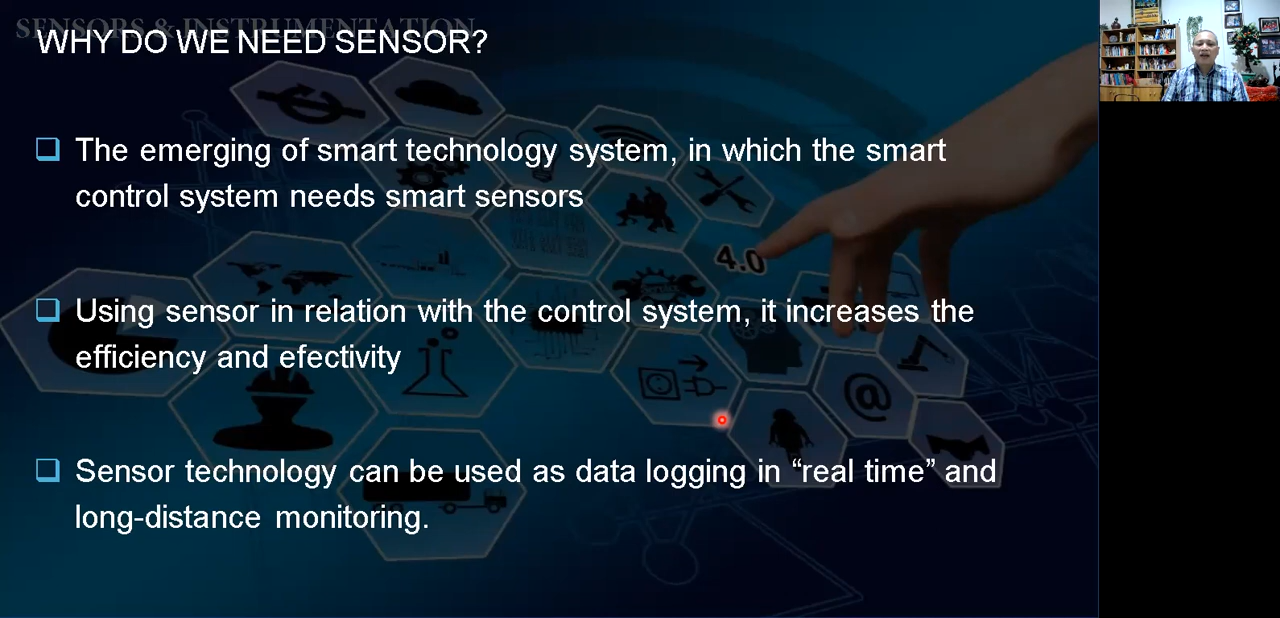 SENSORS & INSTRUMENTATION
WHY DO WE NEED SENSOR?
The emerging of smart technology system, in which the smart
control system needs smart sensors
4.0
Using sensor in relation with the control system, it increases the
efficiency and efectivity
@
Sensor technology can be used as data logging in “real time” and
long-distance monitoring.